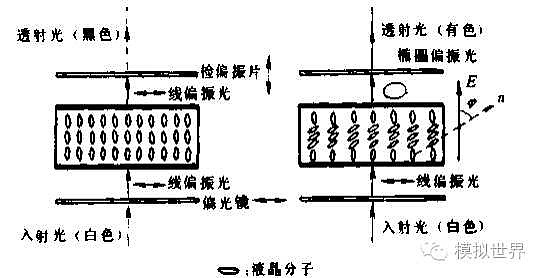 透射光（黑色）
透射光（有色）
检偏振片
椭圆偏振光
线偏振光
E
φ
n
线偏振光
线偏振光
偏光镜
入射光（白色）
入射光（白色）
:液晶分子
模拟世界